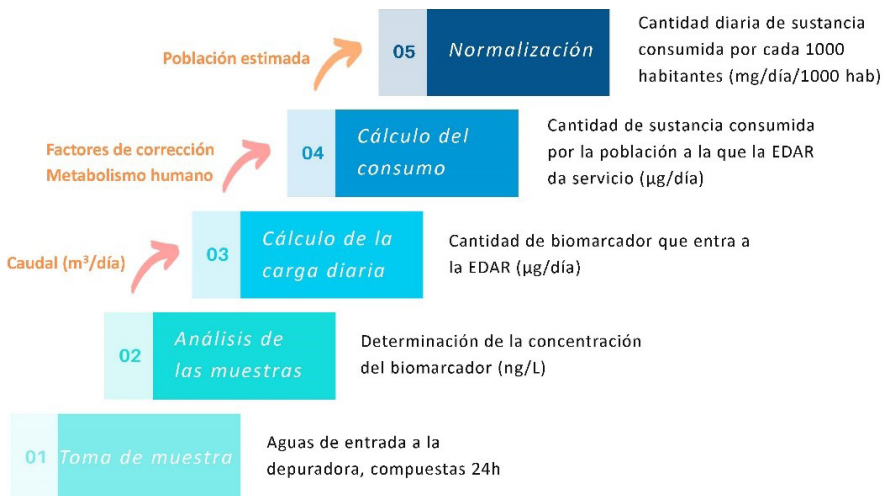 Población estimada
05
Normalización
Cantidad diaria de sustancia
consumida por cada 1000
habitantes (mg/día/1000 hab)
Factores de corrección
Metabolismo humano
04
Cálculo del
consumo
Cantidad de sustancia consumida
por la población a la que la EDAR
da servicio (µg/día)
Caudal (m³/día)
03
Cálculo de la
carga diaria
Cantidad de biomarcador que entra a
la EDAR (µg/día)
02
Análisis de
las muestras
Determinación de la concentración
del biomarcador (ng/L)
01
Toma de muestra
Aguas de entrada a la
depuradora, compuestas 24h